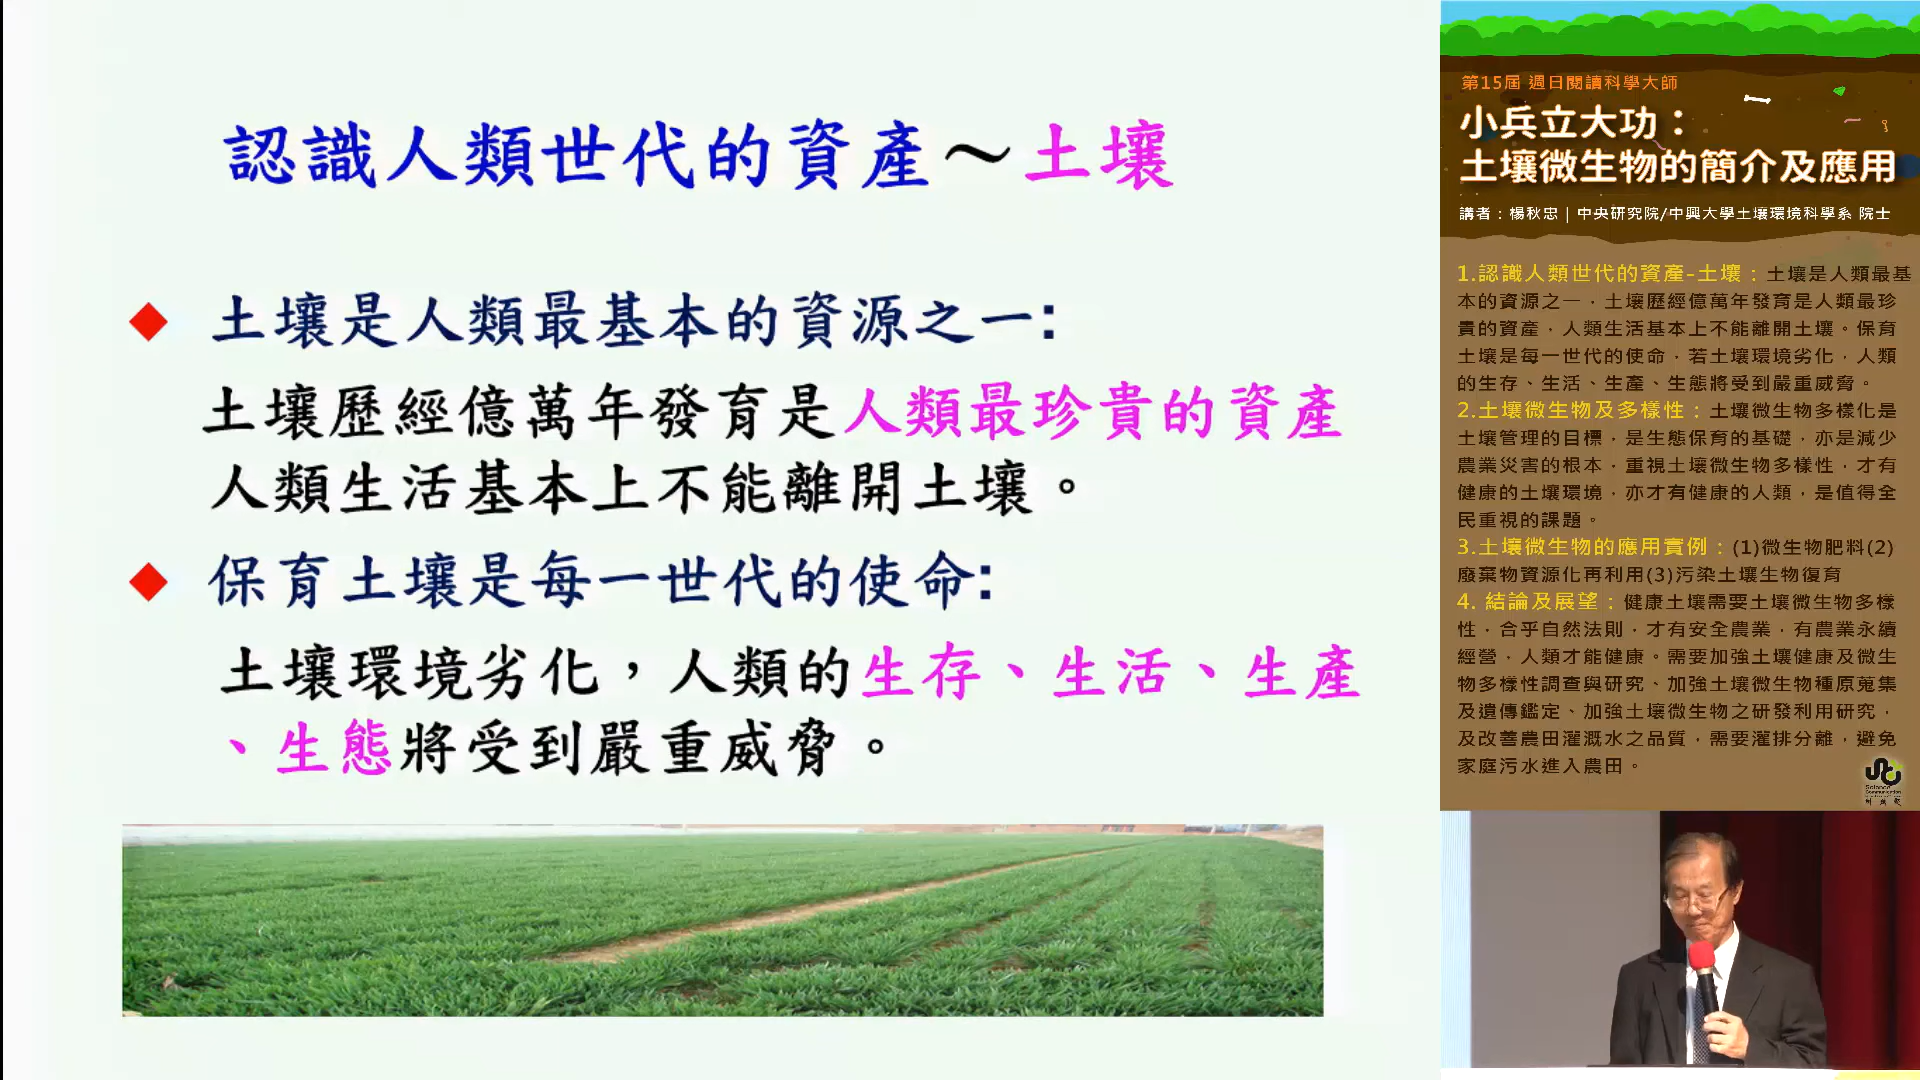 認識人類世代的資產～土壤
◆ 土壤是人類最基本的資源之一:
土壤歷經億萬年發育是人類最珍貴的資產
人類生活基本上不能離開土壤。
◆ 保育土壤是每一世代的使命:
土壤環境劣化，人類的生存、生活、生產
、生態將受到嚴重威脅。
第15屆 週日閱讀科學大師
小兵立大功：
土壤微生物的簡介及應用
講者：楊秋忠 | 中央研究院/中興大學土壤環境科學系 院士
1.認識人類世代的資產-土壤：土壤是人類最基
本的資源之一，土壤歷經億萬年發育是人類最珍
貴的資產，人類生活基本上不能離開土壤。保育
土壤是每一世代的使命，若土壤環境劣化，人類
的生存、生活、生產、生態將受到嚴重威脅。
2.土壤微生物及多樣性：土壤微生物多樣化是
土壤管理的目標，是生態保育的基礎，亦是減少
農業災害的根本，重視土壤微生物多樣性，才有
健康的土壤環境，亦才有健康的人類，是值得全
民重視的課題。
3.土壤微生物的應用實例：(1)微生物肥料(2)
廢棄物資源化再利用(3)污染土壤生物復育
4. 結論及展望：健康土壤需要土壤微生物多樣
性，合乎自然法則，才有安全農業，有農業永續
經營，人類才能健康。需要加強土壤健康及微生
物多樣性調查與研究、加強土壤微生物種原蒐集
及遺傳鑑定、加強土壤微生物之研發利用研究，
及改善農田灌溉水之品質，需要灌排分離，避免
家庭污水進入農田。
Science
Communication